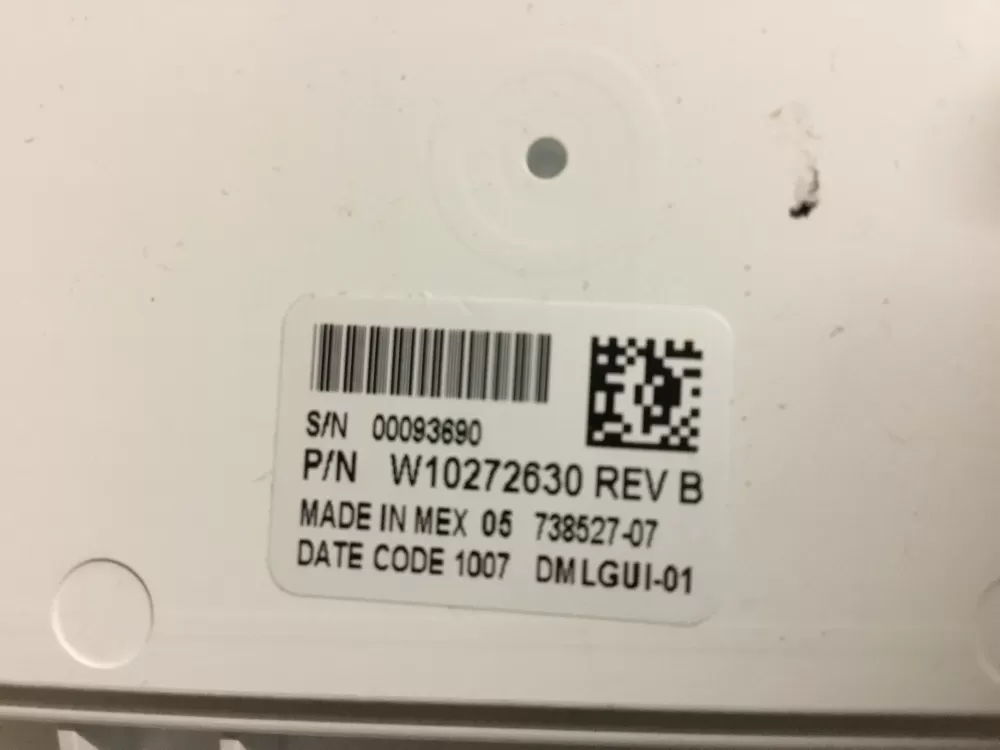 S/N 00093690
P/N W10272630 REV B
MADE IN MEX 05 738527-07
DATE CODE 1007 DMLGUI-01